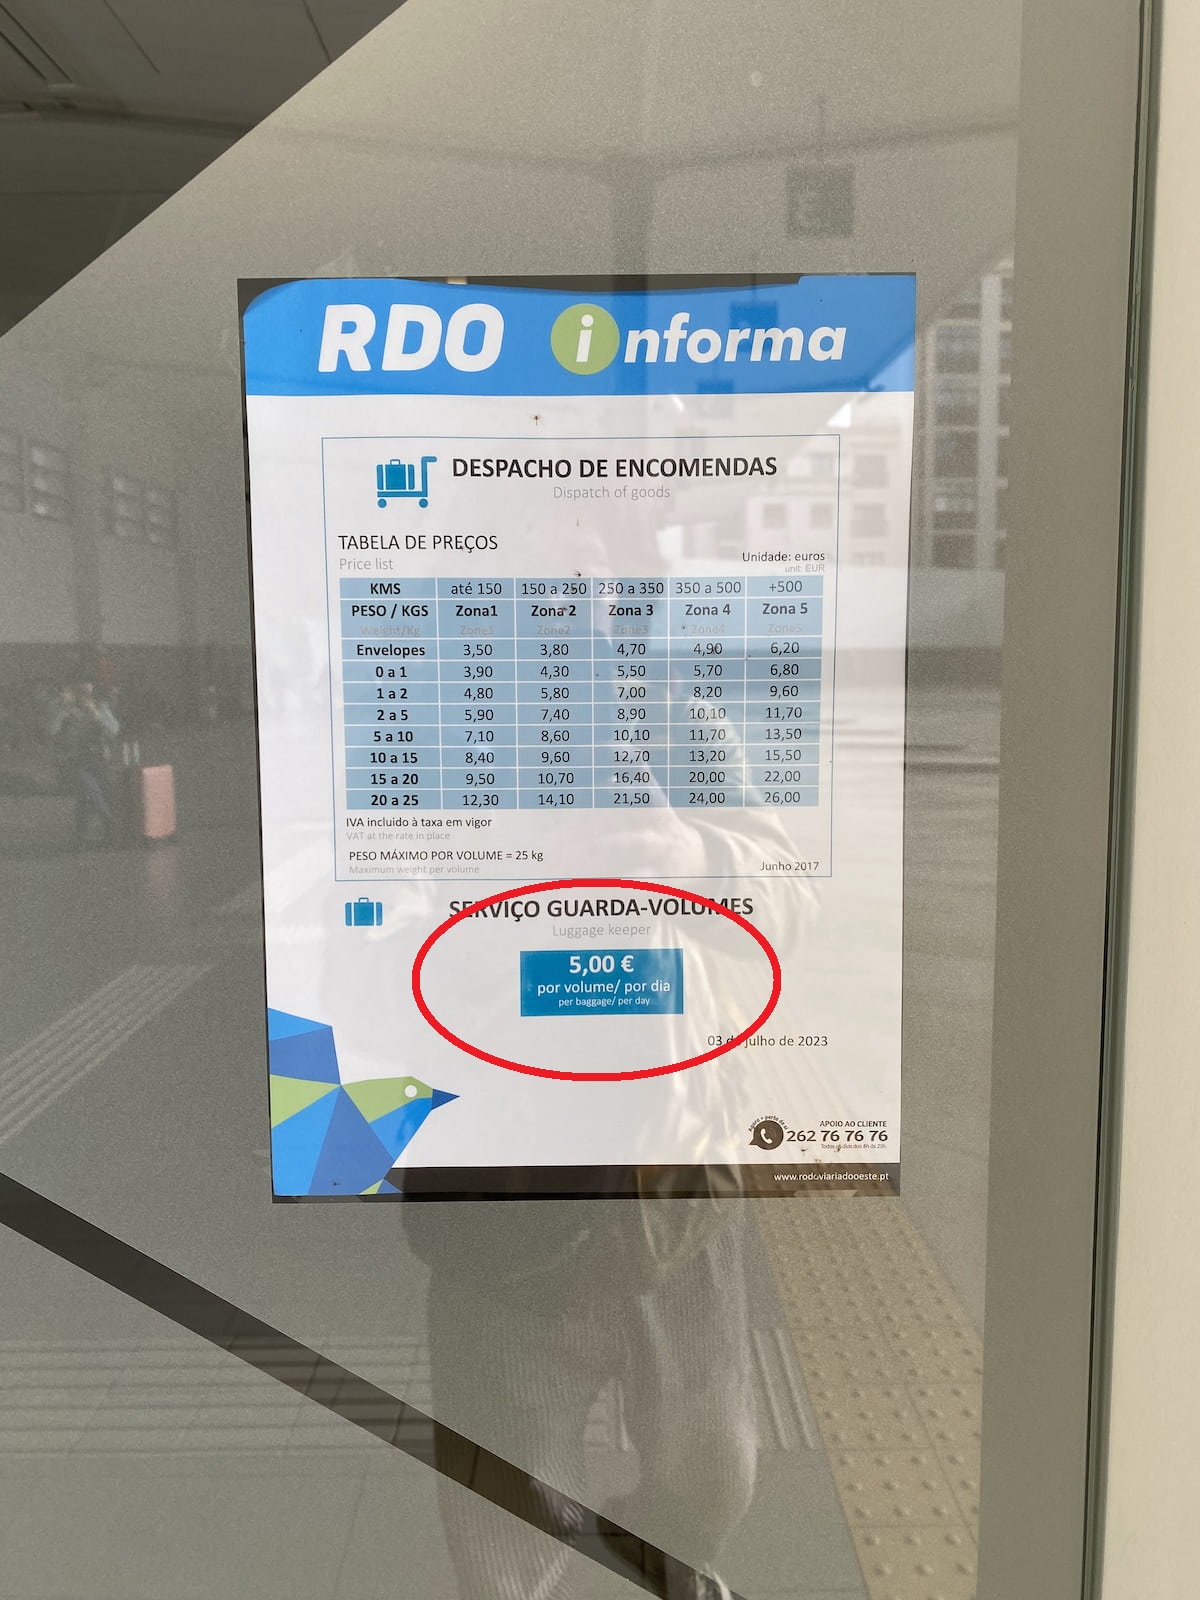 RDO informa
DESPACHO DE ENCOMENDAS
Dispatch of goods
TABELA DE PREÇOS
Price list
Unidade: euros
unit: EUR
KMS até 150 150 a 250 250 a 350 350 a 500 +500
PESO / KGS Zona1 Zona 2 Zona 3 Zona 4 Zona 5
Weight/Kg Zone1 Zone2 Zone3 Zone4 Zone5
Envelopes 3,50 3,80 4,70 4,90 6,20
0 a 1 3,90 4,30 5,50 5,70 6,80
1 a 2 4,80 5,80 7,00 8,20 9,60
2 a 5 5,90 7,40 8,90 10,10 11,70
5 a 10 7,10 8,60 10,10 11,70 13,50
10 a 15 8,40 9,60 12,70 13,20 15,50
15 a 20 9,50 10,70 16,40 20,00 22,00
20 a 25 12,30 14,10 21,50 24,00 26,00
IVA incluido à taxa em vigor
VAT at the rate in place
PESO MÁXIMO POR VOLUME = 25 kg
Maximum weight per volume
Junho 2017
SERVIÇO GUARDA-VOLUMES
Luggage keeper
5,00 €
por volume/ por dia
per baggage/ per day
03 de julho de 2023
APOIO AO CLIENTE
262 76 76 76
Todos os dias das 8h às 21h
www.rodoviariadooeste.pt